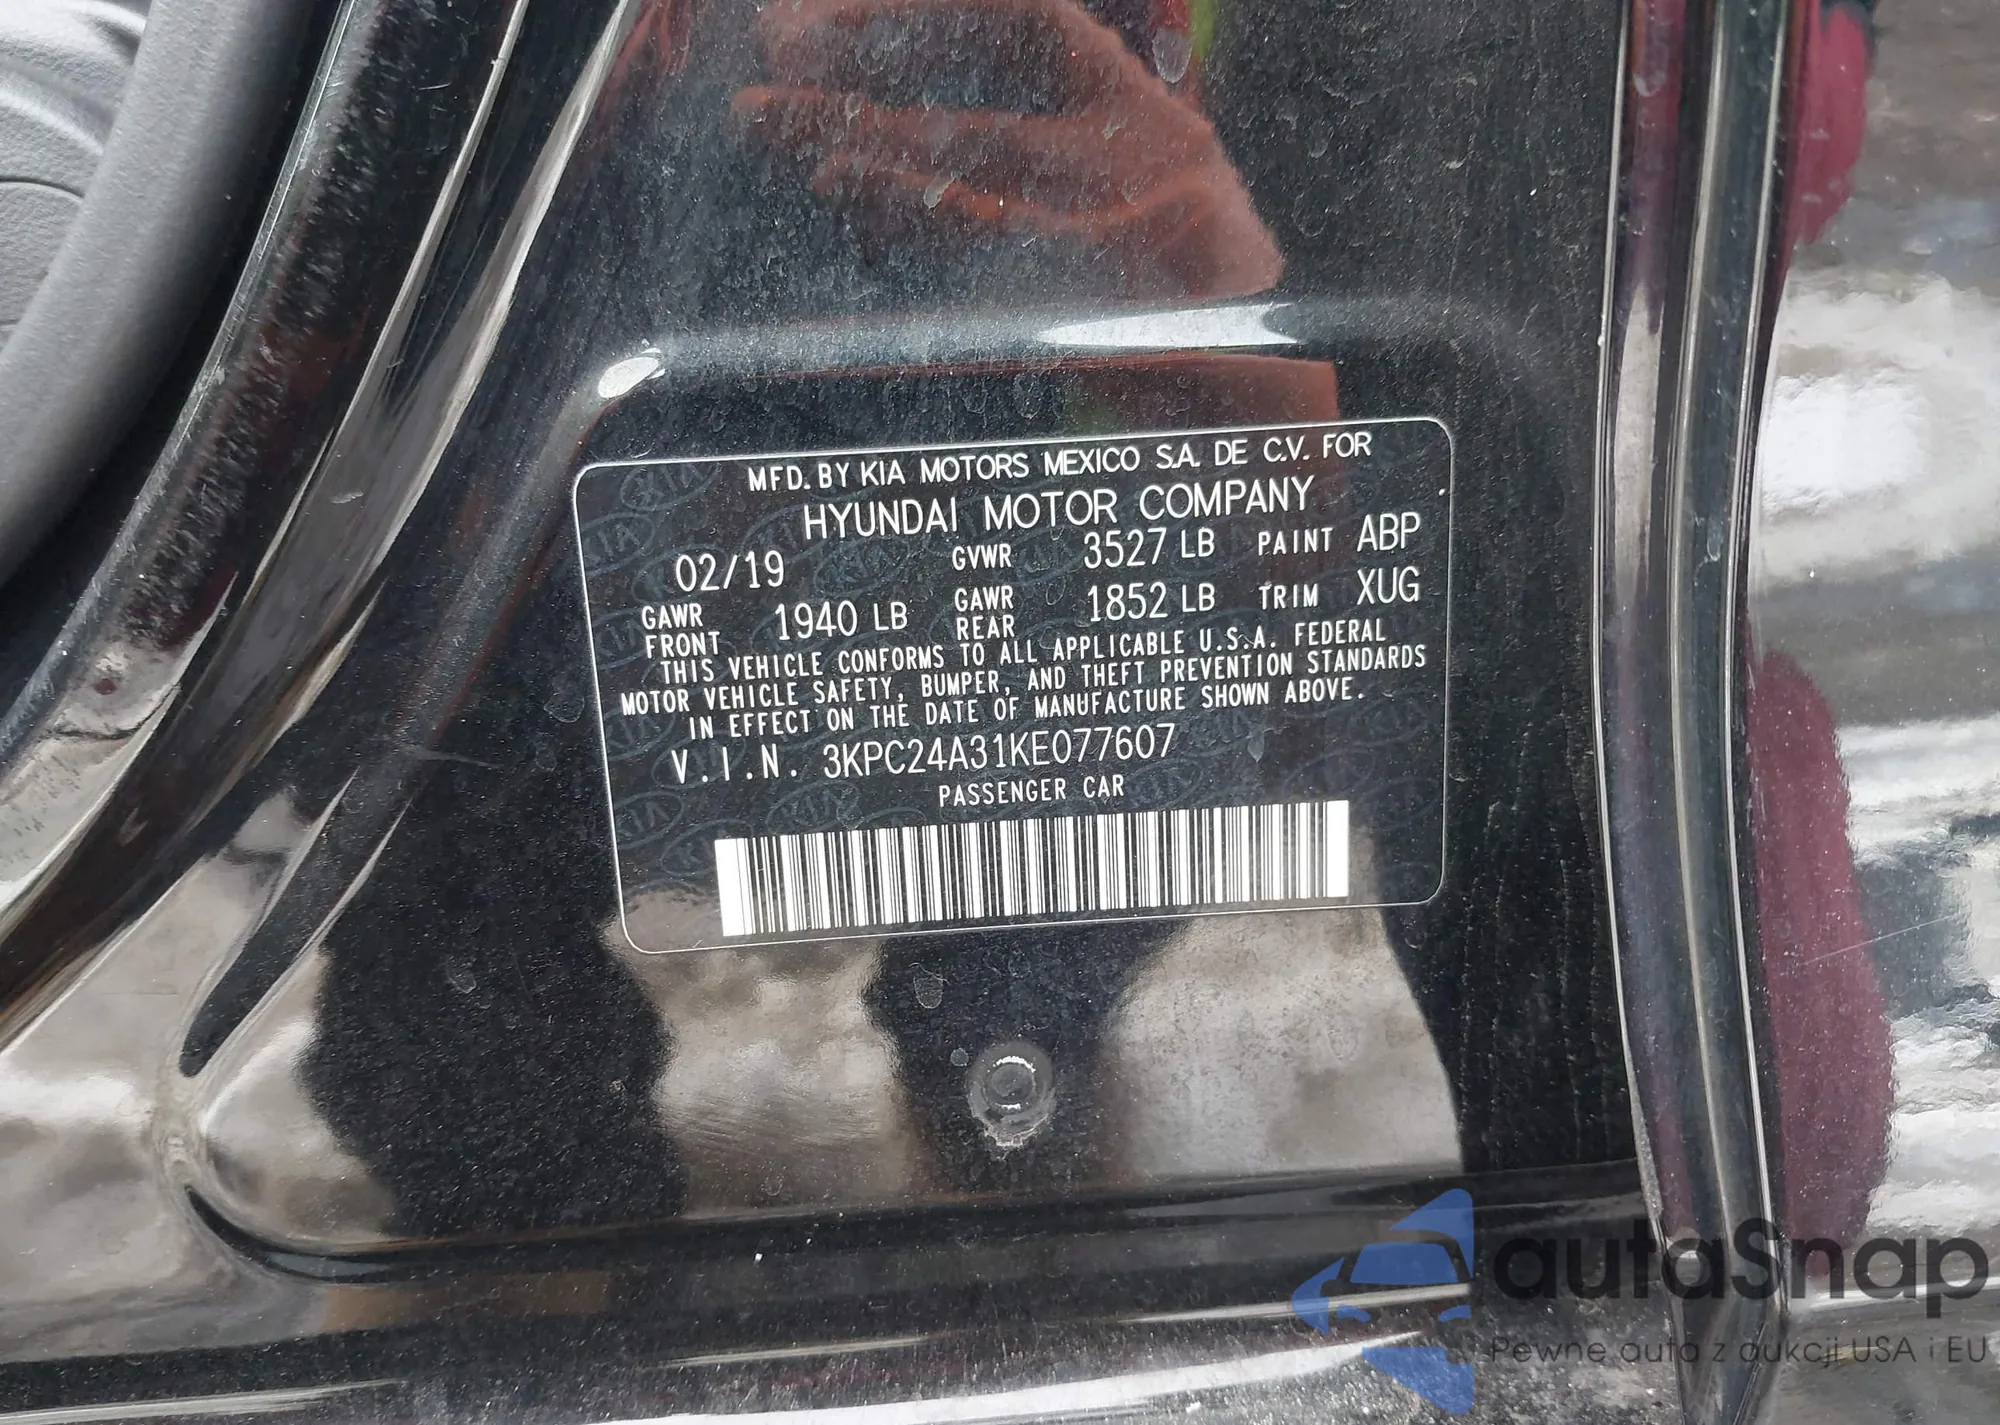 MFD. BY KIA MOTORS MEXICO S.A. DE C.V. FOR
HYUNDAI MOTOR COMPANY
02/19 GVWR 3527 LB PAINT ABP
GAWR FRONT 1940 LB GAWR REAR 1852 LB TRIM XUG
THIS VEHICLE CONFORMS TO ALL APPLICABLE U.S.A. FEDERAL
MOTOR VEHICLE SAFETY, BUMPER, AND THEFT PREVENTION STANDARDS
IN EFFECT ON THE DATE OF MANUFACTURE SHOWN ABOVE.
V.I.N. 3KPC24A31KE077607
PASSENGER CAR
autaSnap
Pewne auta z aukcji USA i EU